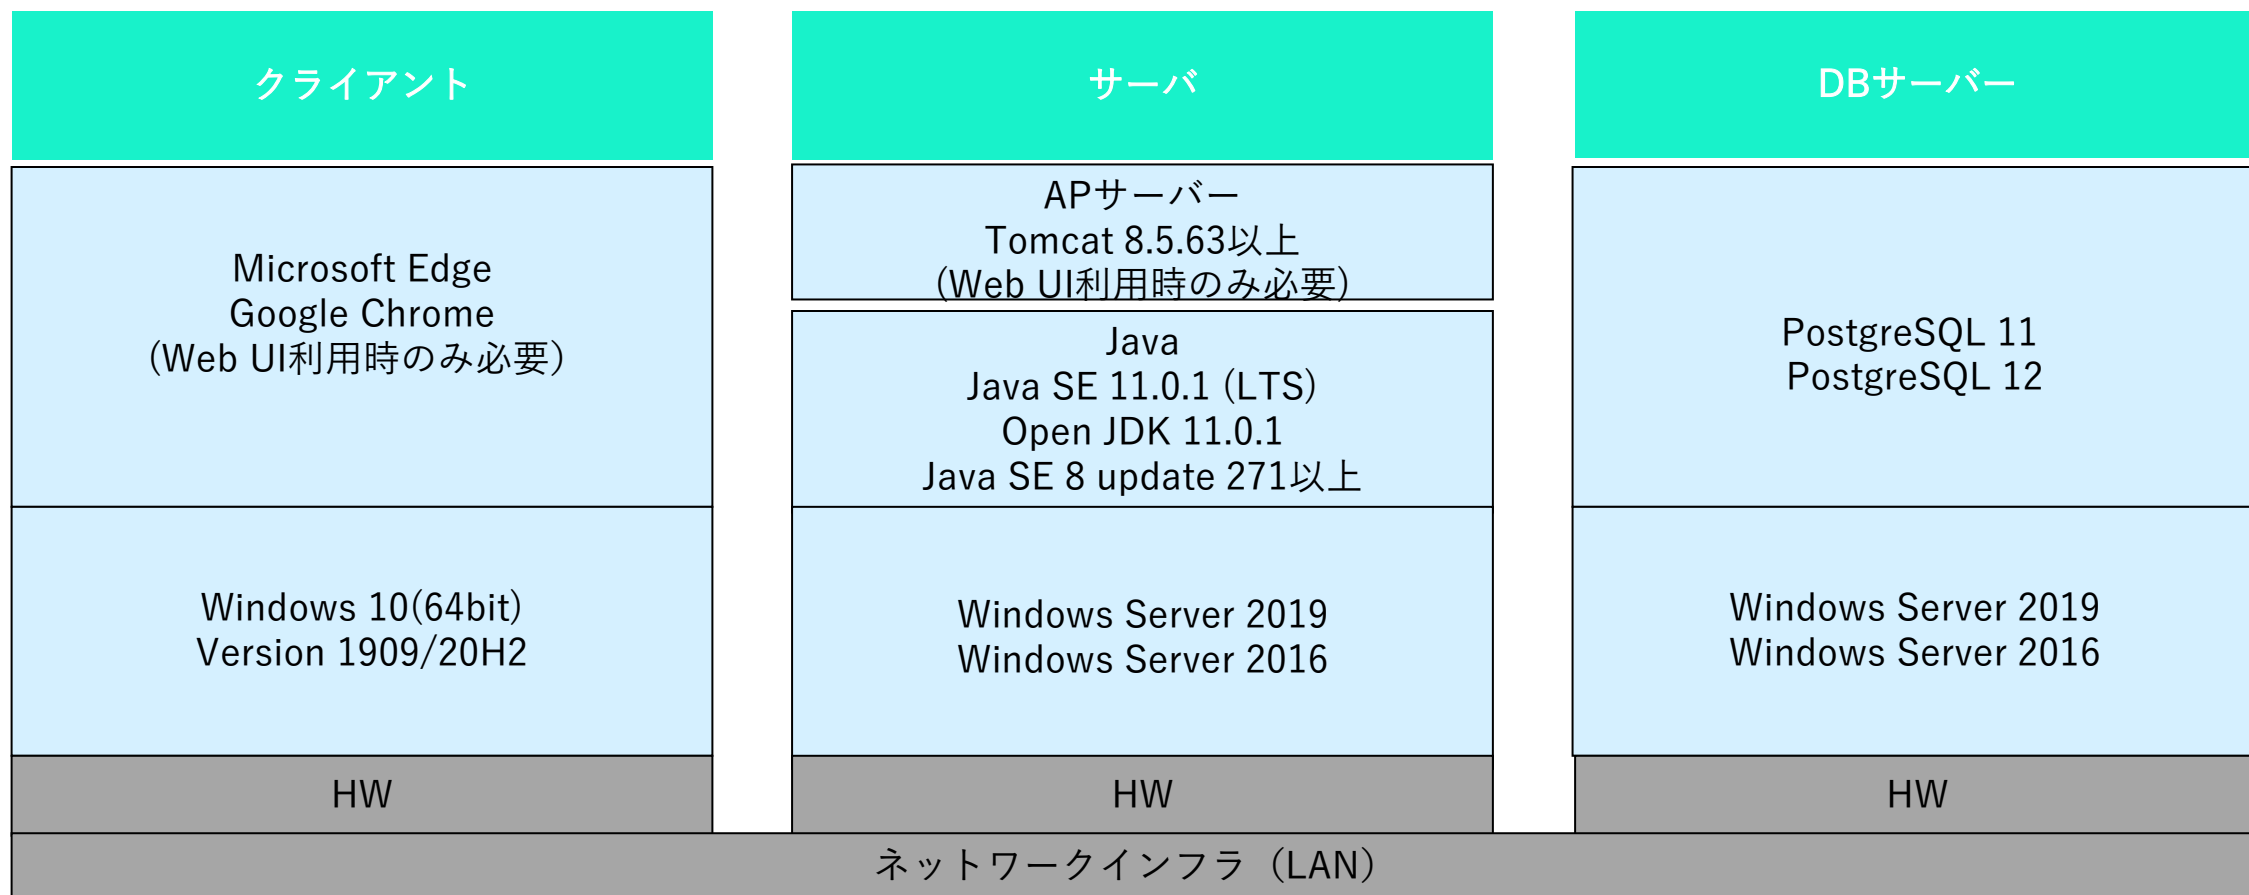 クライアント
Microsoft Edge
Google Chrome
(Web UI利用時のみ必要)
Windows 10(64bit)
Version 1909/20H2
HW
サーバ
APサーバー
Tomcat 8.5.63以上
(Web UI利用時のみ必要)
Java
Java SE 11.0.1 (LTS)
Open JDK 11.0.1
Java SE 8 update 271以上
Windows Server 2019
Windows Server 2016
HW
DBサーバー
PostgreSQL 11
PostgreSQL 12
Windows Server 2019
Windows Server 2016
HW
ネットワークインフラ（LAN）